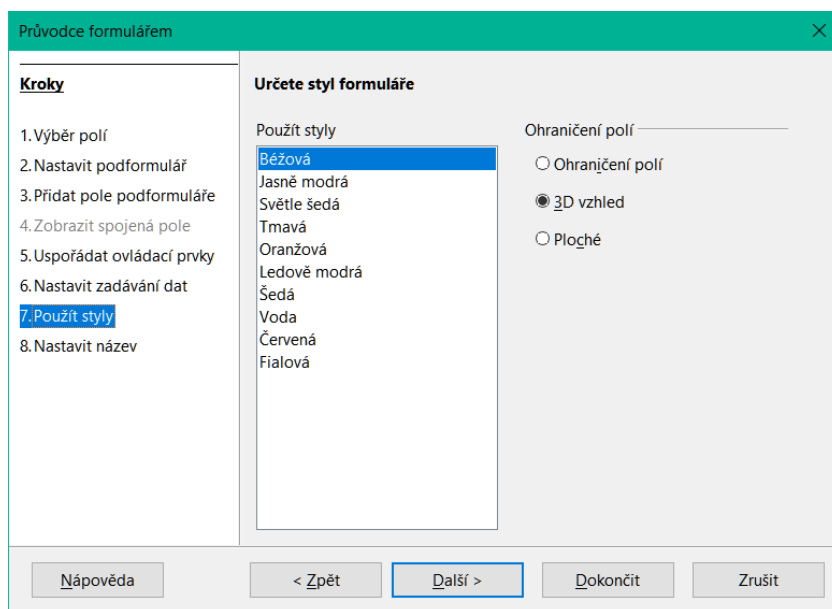 Průvodce formulářem
Kroky
1. Výběr polí
2. Nastavit podformulář
3. Přidat pole podformuláře
4. Zobrazit spojená pole
5. Uspořádat ovládací prvky
6. Nastavit zadávání dat
7. Použít styly
8. Nastavit název
Určete styl formuláře
Použít styly
Béžová
Jasně modrá
Světle šedá
Tmavá
Oranžová
Ledově modrá
Šedá
Voda
Červená
Fialová
Ohraničení polí
Ohraničení polí
3D vzhled
Ploché
Nápověda
< Zpět
Další >
Dokončit
Zrušit